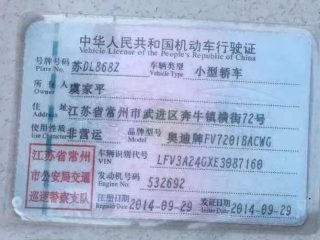 中华人民共和国机动车行驶证
Vehicle License of the People's Republic of China
号牌号码 苏DL868Z 车辆类型 小型轿车
Plate No. Vehicle Type
所有人 虞家平
Owner
住址 江苏省常州市武进区奔牛镇横街72号
Address
使用性质 非营运 品牌型号 奥迪牌FV7201BACWG
Use Character Model
江苏省常州
市公安局交通
巡逻警察支队
车辆识别代号 LFV3A24GXE3087160
VIN
发动机号码 532692
Engine No.
注册日期 2014-09-29 发证日期 2014-09-29
Register Date Issue Date